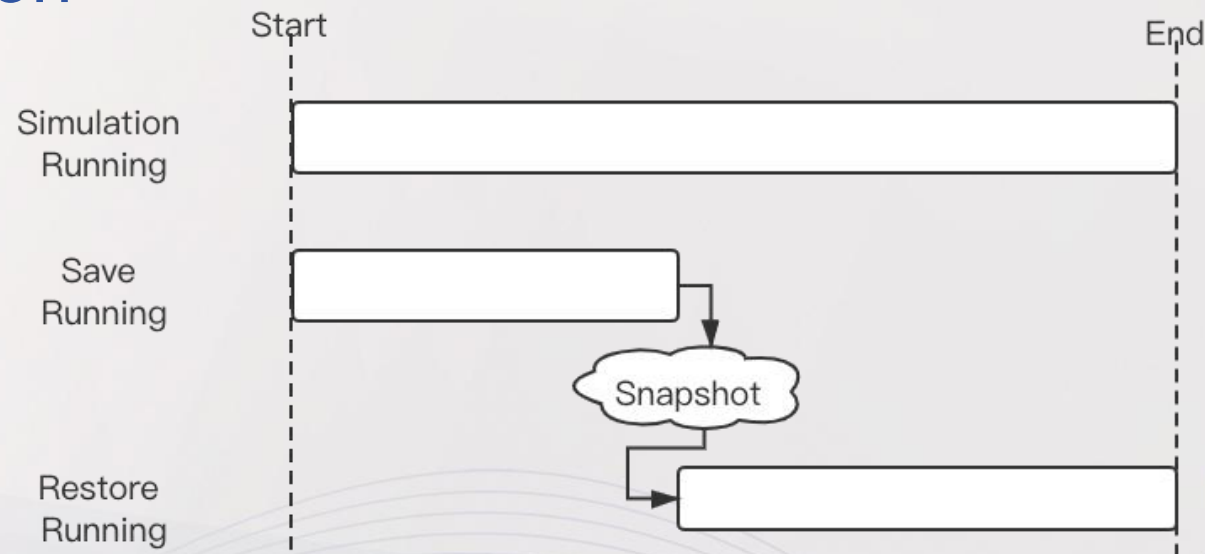 Start
End
Simulation
Running
Save
Running
Snapshot
Restore
Running